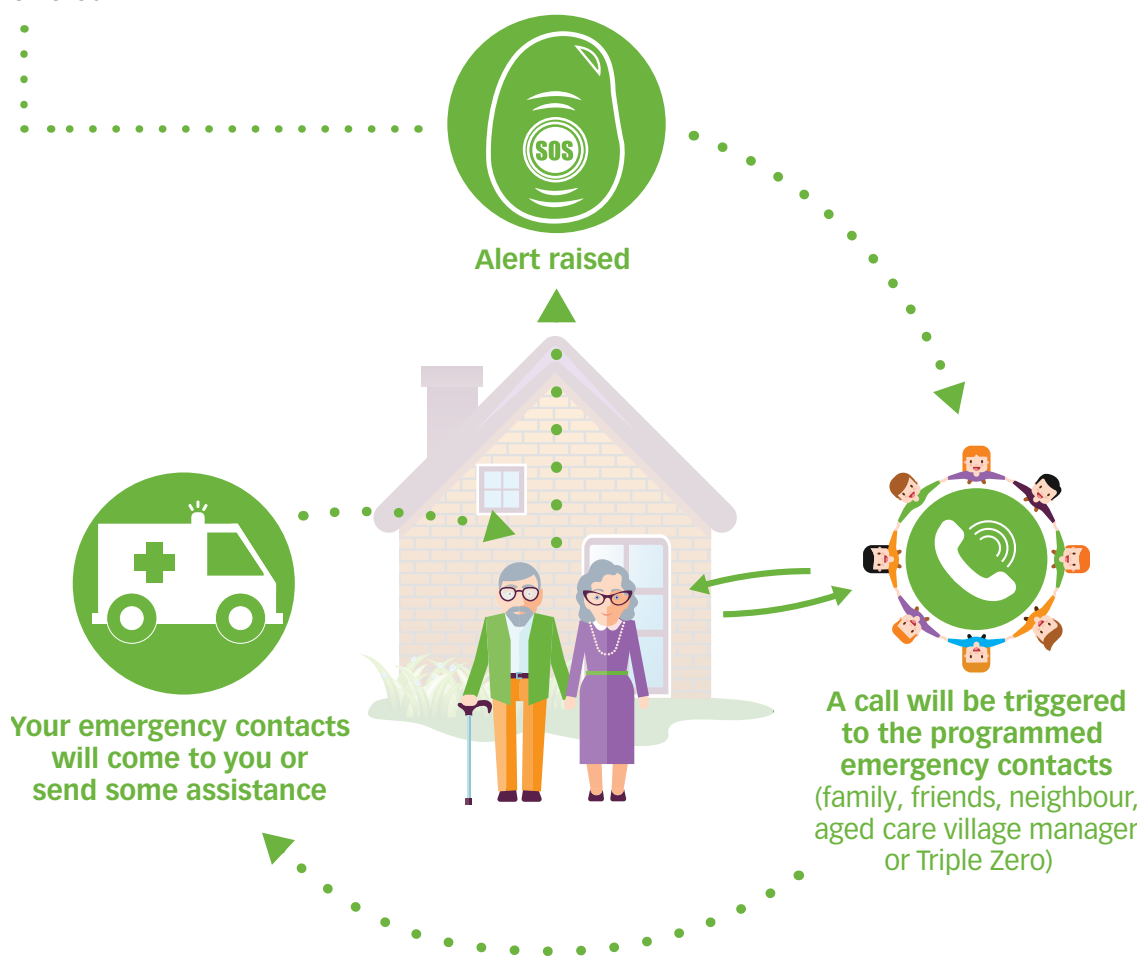 SOS
Alert raised
Your emergency contacts
will come to you or
send some assistance
A call will be triggered
to the programmed
emergency contacts
(family, friends, neighbour,
aged care village manager
or Triple Zero)